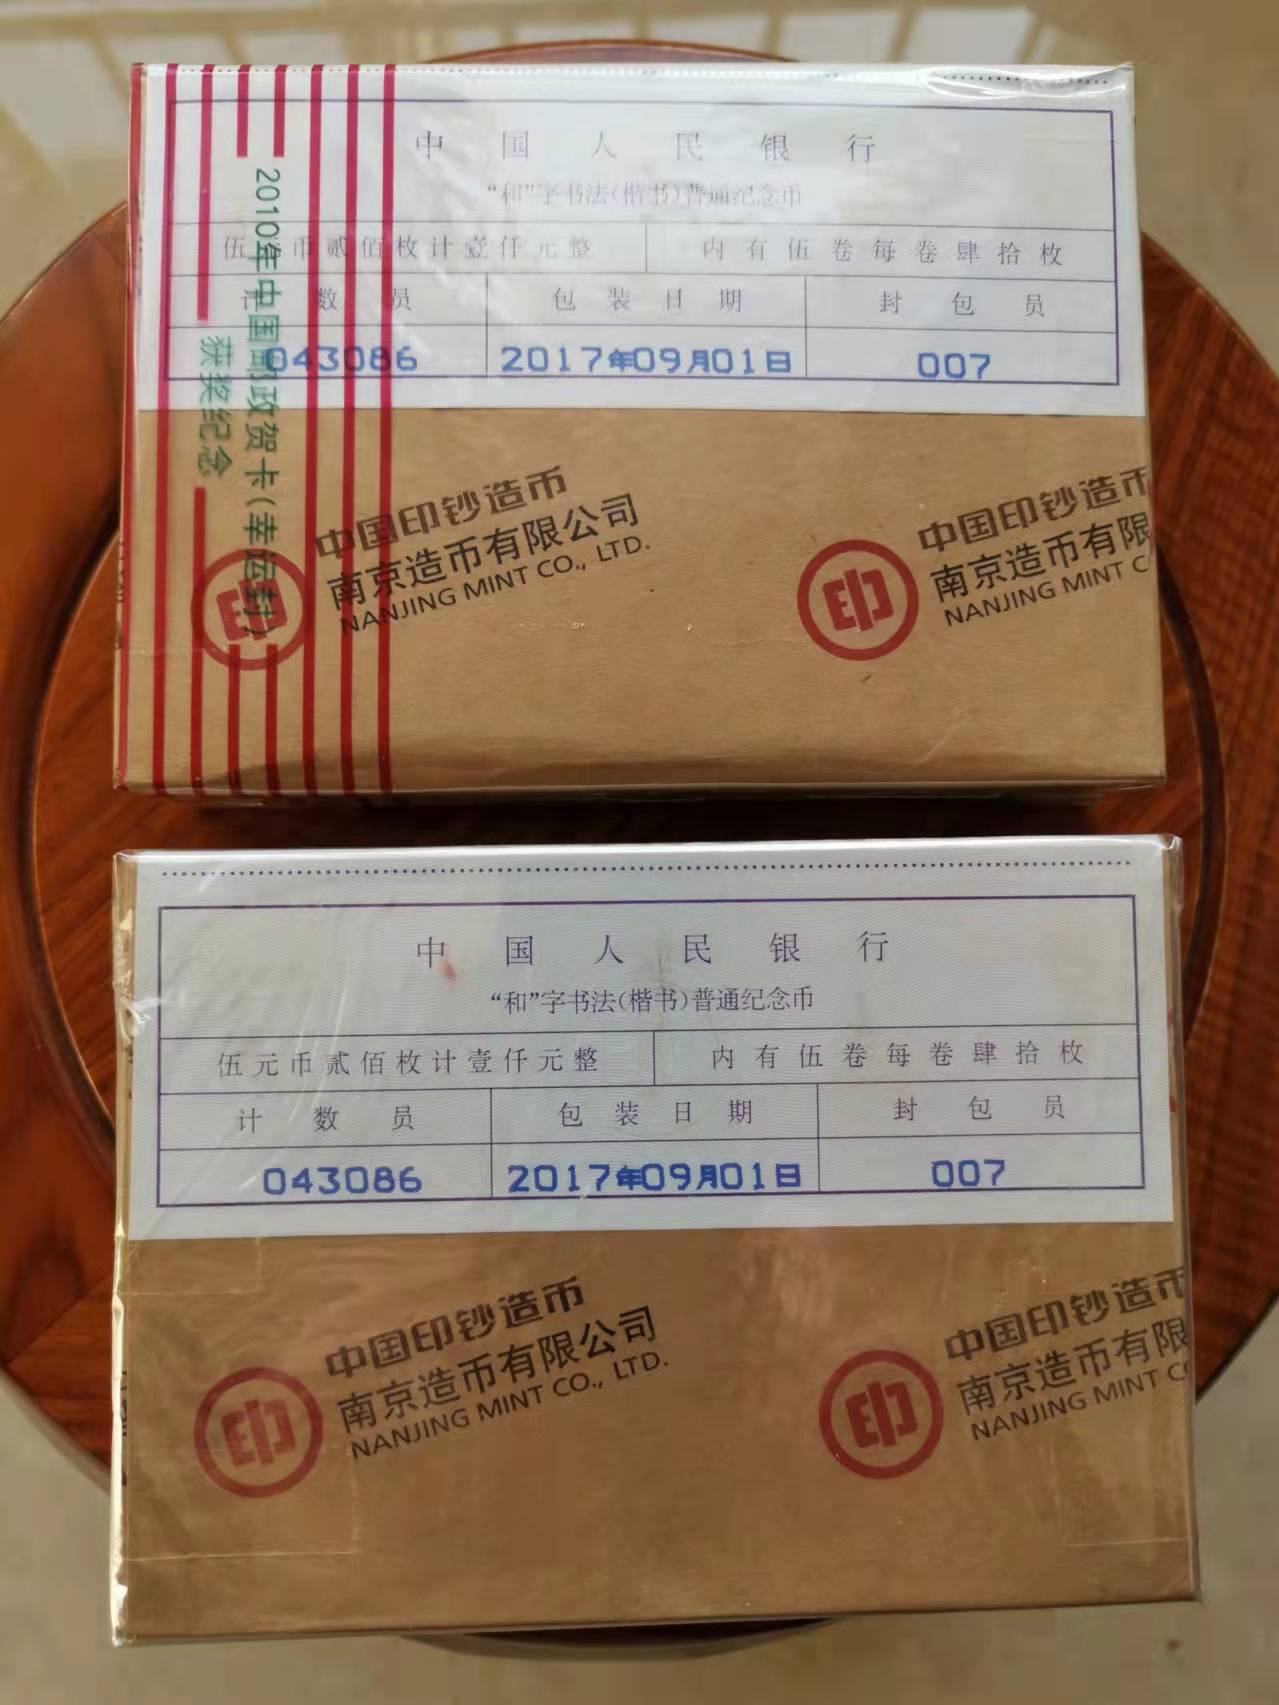 中国人民银行
“和”字书法(楷书)普通纪念币
伍元币贰佰枚计壹仟元整 内有伍卷每卷肆拾枚
计数员 包装日期 封包员
043086 2017年09月01日 007
2010年中国邮政贺卡(幸运封)
获奖纪念
中国印钞造币
南京造币有限公司
NANJING MINT CO., LTD.
中国印钞造币
南京造币有限
NANJING MINT C
中国人民银行
“和”字书法(楷书)普通纪念币
伍元币贰佰枚计壹仟元整 内有伍卷每卷肆拾枚
计数员 包装日期 封包员
043086 2017年09月01日 007
中国印钞造币
南京造币有限公司
NANJING MINT CO., LTD.
中国印钞造币
南京造币有限
NANJING MINT C